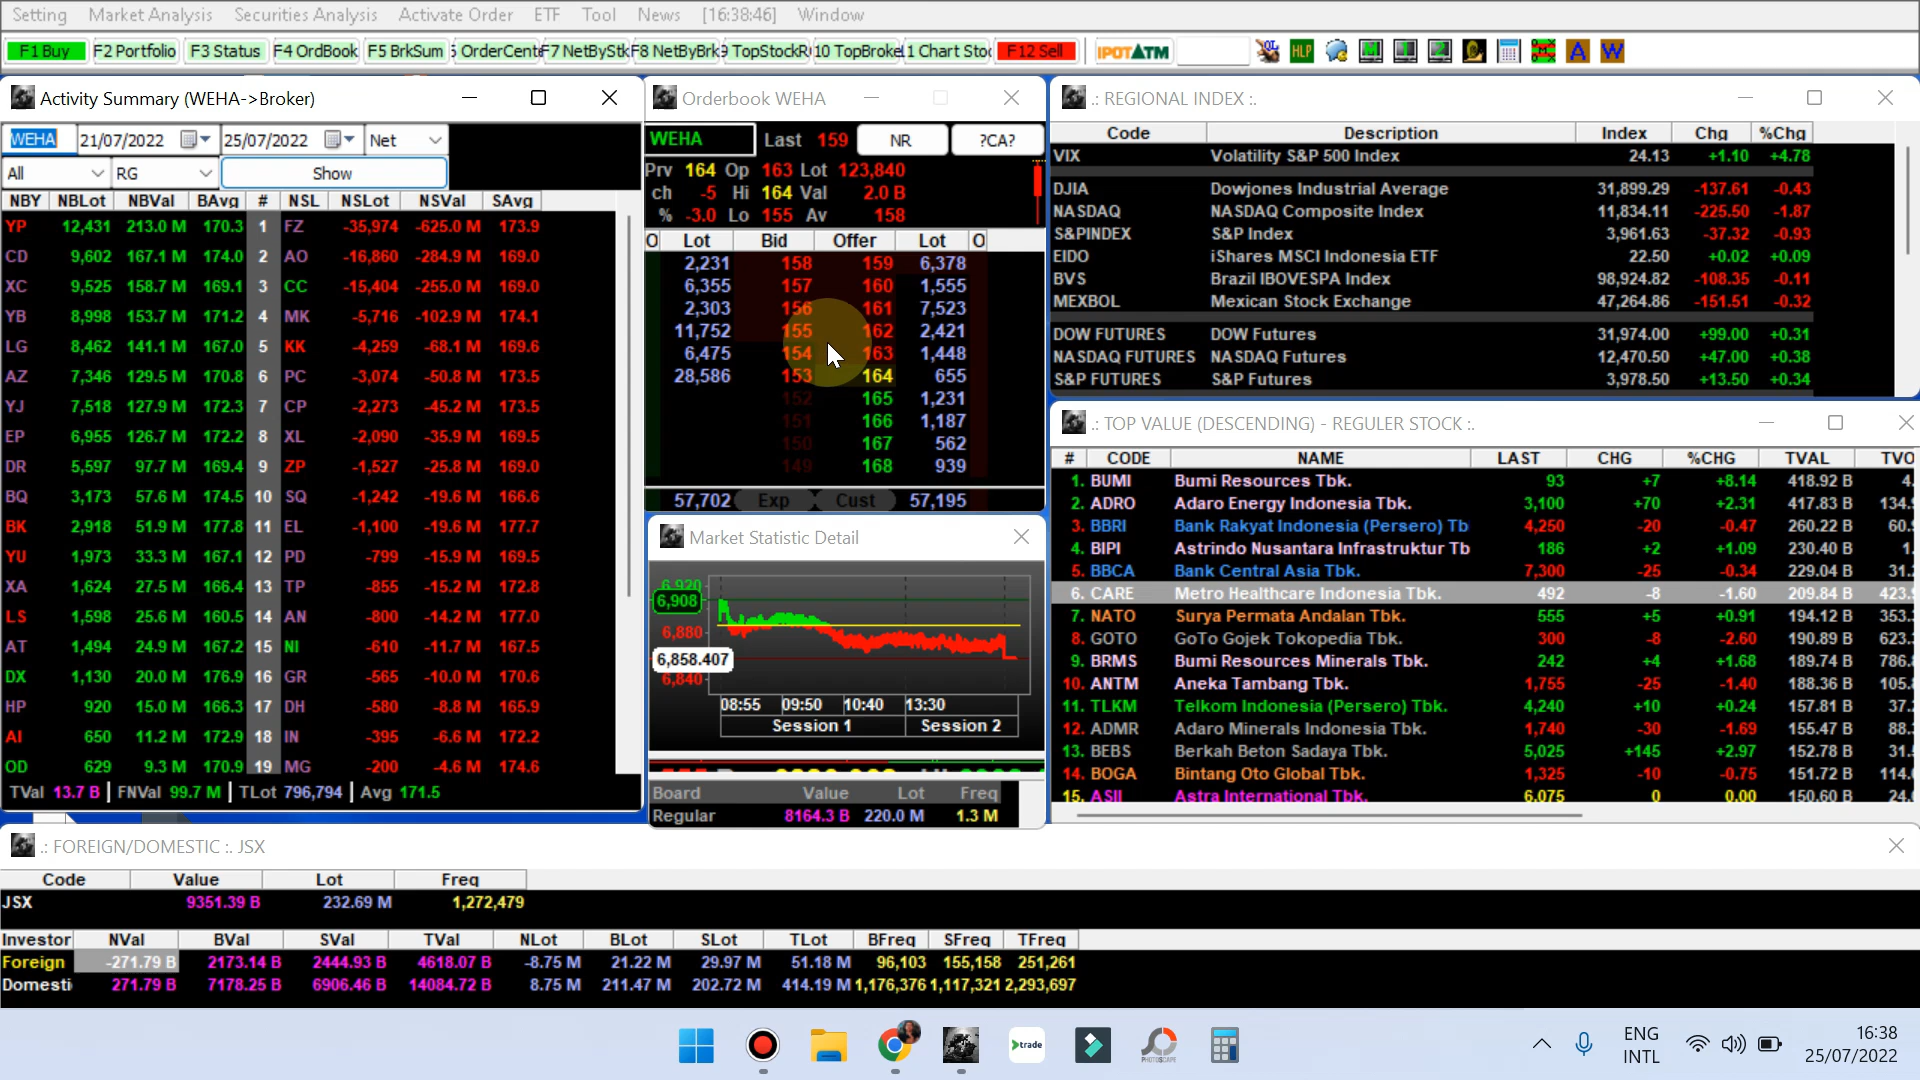 Setting Market Analysis Securities Analysis Activate Order ETF Tool News [16:38:46] Window
F1 Buy F2 Portfolio F3 Status F4 OrdBook F5 BrkSum OrderCent F7 NetByStk F8 NetByBrk TopStock 10 TopBroke 1 Chart Sto F12 Sell IPOTATM HLP A W
Activity Summary (WEHA->Broker)
WEHA 21/07/2022 25/07/2022 Net
All RG Show
NBY NBLot NBVal BAvg # NSL NSLot NSVal SAvg
YP 12,431 213.0 M 170.3 1 FZ -35,974 -625.0 M 173.9
CD 9,602 167.1 M 174.0 2 AO -16,860 -284.9 M 169.0
XC 9,525 158.7 M 169.1 3 CC -15,404 -255.0 M 169.0
YB 8,998 153.7 M 171.2 4 MK -5,716 -102.9 M 174.1
LG 8,462 141.1 M 167.0 5 KK -4,259 -68.1 M 169.6
AZ 7,346 129.5 M 170.8 6 PC -3,074 -50.8 M 173.5
YJ 7,518 127.9 M 172.3 7 CP -2,273 -45.2 M 173.5
EP 6,955 126.7 M 172.2 8 XL -2,090 -35.9 M 169.5
DR 5,597 97.7 M 169.4 9 ZP -1,527 -25.8 M 169.0
BQ 3,173 57.6 M 174.5 10 SQ -1,242 -19.6 M 166.6
BK 2,918 51.9 M 177.8 11 EL -1,100 -19.6 M 177.7
YU 1,973 33.3 M 167.1 12 PD -799 -15.9 M 169.5
XA 1,624 27.5 M 166.4 13 TP -855 -15.2 M 172.8
LS 1,598 25.6 M 160.5 14 AN -800 -14.2 M 177.0
AT 1,494 24.9 M 167.2 15 NI -610 -11.7 M 167.5
DX 1,130 20.0 M 176.9 16 GR -565 -10.0 M 170.6
HP 920 15.0 M 166.3 17 DH -580 -8.8 M 165.9
AI 650 11.2 M 172.9 18 IN -395 -6.6 M 172.2
OD 629 9.3 M 170.9 19 MG -200 -4.6 M 174.6
TVal 13.7 B | FNVal 99.7 M | TLot 796,794 | Avg 171.5
Orderbook WEHA
WEHA Last 159 NR ?CA?
Prv 164 Op 163 Lot 123,840
ch -5 Hi 164 Val 2.0 B
% -3.0 Lo 155 Av 158
O Lot Bid Offer Lot O
2,231 158 159 6,378
6,355 157 160 1,555
2,303 156 161 7,523
11,752 155 162 2,421
6,475 154 163 1,448
28,586 153 164 655
152 165 1,231
151 166 1,187
150 167 562
149 168 939
57,702 Exp Cust 57,195
Market Statistic Detail
6,920
6,908
6,880
6,858.407
6,840
08:55 09:50 10:40 13:30
Session 1 Session 2
Board Value Lot Freq
Regular 8164.3 B 220.0 M 1.3 M
.: REGIONAL INDEX :.
Code Description Index Chg %Chg
VIX Volatility S&P 500 Index 24.13 +1.10 +4.78
DJIA Dowjones Industrial Average 31,899.29 -137.61 -0.43
NASDAQ NASDAQ Composite Index 11,834.11 -225.50 -1.87
S&PINDEX S&P Index 3,961.63 -37.32 -0.93
EIDO iShares MSCI Indonesia ETF 22.50 +0.02 +0.09
BVS Brazil IBOVESPA Index 98,924.82 -108.35 -0.11
MEXBOL Mexican Stock Exchange 47,264.86 -151.51 -0.32
DOW FUTURES DOW Futures 31,974.00 +99.00 +0.31
NASDAQ FUTURES NASDAQ Futures 12,470.50 +47.00 +0.38
S&P FUTURES S&P Futures 3,978.50 +13.50 +0.34
.: TOP VALUE (DESCENDING) - REGULER STOCK :.
# CODE NAME LAST CHG %CHG TVAL TVO
1. BUMI Bumi Resources Tbk. 93 +7 +8.14 418.92 B 4.
2. ADRO Adaro Energy Indonesia Tbk. 3,100 +70 +2.31 417.83 B 134.
3. BBRI Bank Rakyat Indonesia (Persero) Tb 4,250 -20 -0.47 260.22 B 60.
4. BIPI Astrindo Nusantara Infrastruktur Tb 186 +2 +1.09 230.40 B 1.
5. BBCA Bank Central Asia Tbk. 7,300 -25 -0.34 229.04 B 31.
6. CARE Metro Healthcare Indonesia Tbk. 492 -8 -1.60 209.84 B 423.
7. NATO Surya Permata Andalan Tbk. 555 +5 +0.91 194.12 B 353.
8. GOTO GoTo Gojek Tokopedia Tbk. 300 -8 -2.60 190.89 B 623.
9. BRMS Bumi Resources Minerals Tbk. 242 +4 +1.68 189.74 B 786.
10. ANTM Aneka Tambang Tbk. 1,755 -25 -1.40 188.36 B 105.
11. TLKM Telkom Indonesia (Persero) Tbk. 4,240 +10 +0.24 157.81 B 37.
12. ADMR Adaro Minerals Indonesia Tbk. 1,740 -30 -1.69 155.47 B 88.
13. BEBS Berkah Beton Sadaya Tbk. 5,025 +145 +2.97 152.78 B 31.
14. BOGA Bintang Oto Global Tbk. 1,325 -10 -0.75 151.72 B 114.
15. ASII Astra International Tbk. 6,075 0 0.00 150.60 B 24.
.: FOREIGN/DOMESTIC :. JSX
Code Value Lot Freq
JSX 9351.39 B 232.69 M 1,272,479
Investor NVal BVal SVal TVal NLot BLot SLot TLot BFreq SFreq TFreq
Foreign -271.79 B 2173.14 B 2444.93 B 4618.07 B -8.75 M 21.22 M 29.97 M 51.18 M 96,103 155,158 251,261
Domesti 271.79 B 7178.25 B 6906.46 B 14084.72 B 8.75 M 211.47 M 202.72 M 414.19 M 1,176,376 1,117,321 2,293,697
trade PHOTOSCAPE ENG INTL 16:38
25/07/2022